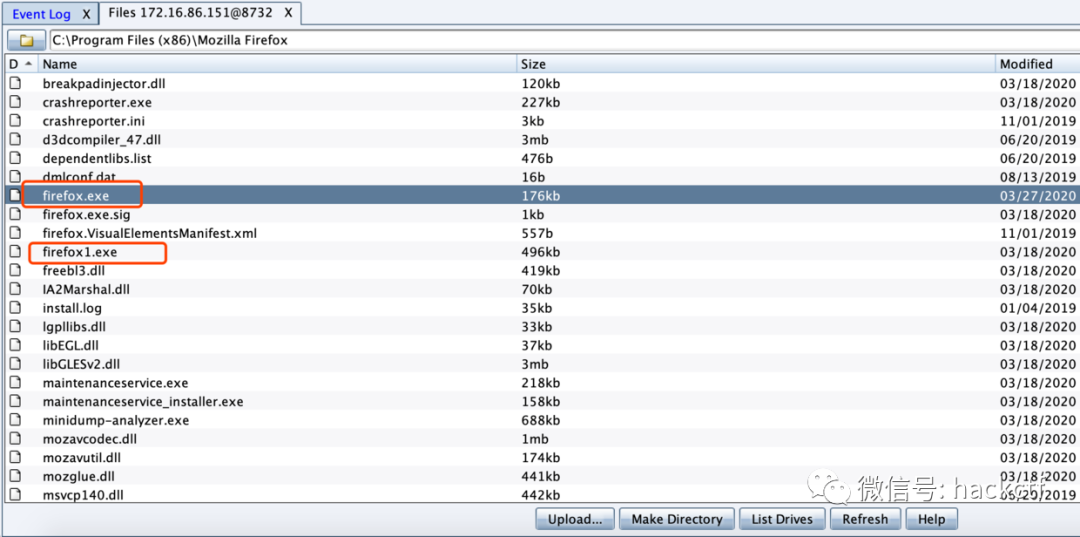 Event Log X Files 172.16.86.151@8732 X
C:\Program Files (x86)\Mozilla Firefox
D Name Size Modified
breakpadinjector.dll 120kb 03/18/2020
crashreporter.exe 227kb 03/18/2020
crashreporter.ini 3kb 11/01/2019
d3dcompiler_47.dll 3mb 06/20/2019
dependentlibs.list 476b 06/20/2019
dmlconf.dat 16b 08/13/2019
firefox.exe 176kb 03/27/2020
firefox.exe.sig 1kb 03/18/2020
firefox.VisualElementsManifest.xml 557b 11/01/2019
firefox1.exe 496kb 03/18/2020
freebl3.dll 419kb 03/18/2020
IA2Marshal.dll 70kb 03/18/2020
install.log 35kb 01/04/2019
lgpllibs.dll 33kb 03/18/2020
libEGL.dll 37kb 03/18/2020
libGLESv2.dll 3mb 03/18/2020
maintenanceservice.exe 218kb 03/18/2020
maintenanceservice_installer.exe 158kb 03/18/2020
minidump-analyzer.exe 688kb 03/18/2020
mozavcodec.dll 1mb 03/18/2020
mozavutil.dll 174kb 03/18/2020
mozglue.dll 441kb 03/18/2020
msvcp140.dll 442kb 06/20/2019
微信号: hackctf
Upload... Make Directory List Drives Refresh Help